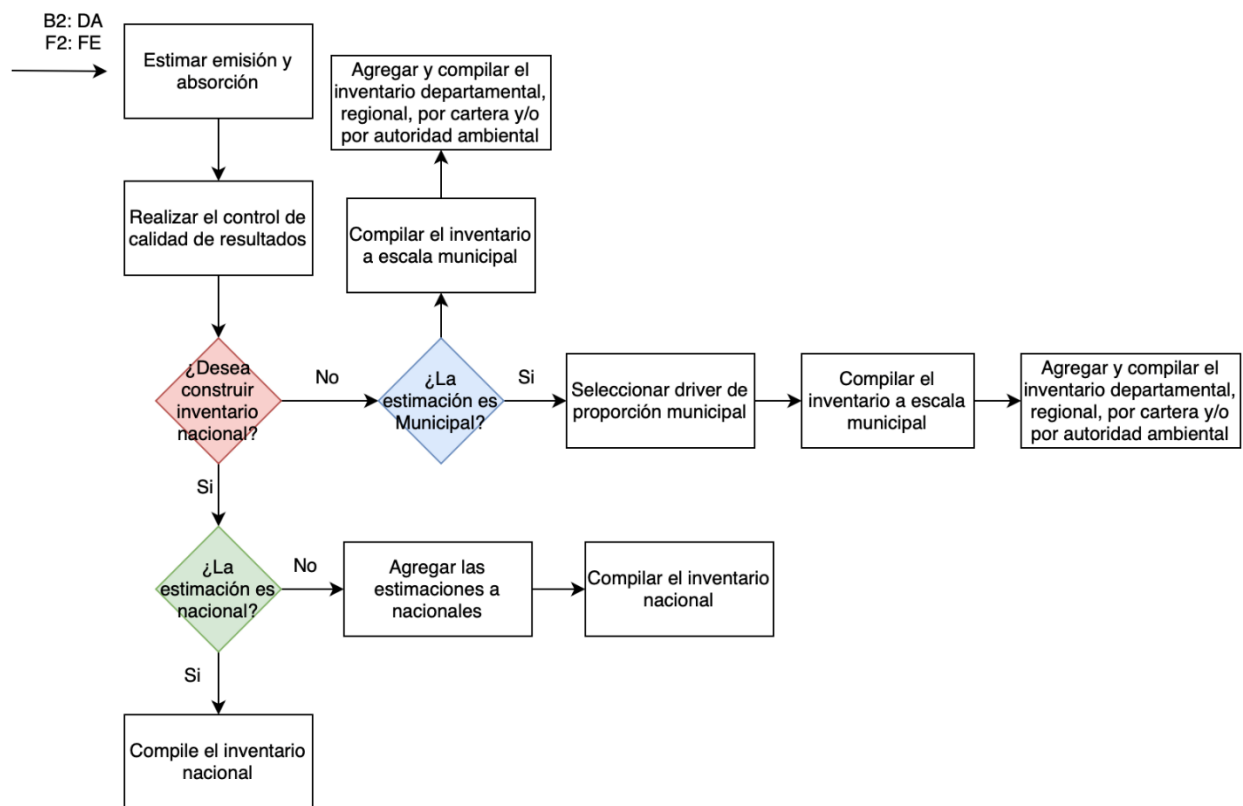 B2: DA
F2: FE
Estimar emisión y
absorción
Realizar el control de
calidad de resultados
Agregar y compilar el
inventario departamental,
regional, por cartera y/o
por autoridad ambiental
Compilar el inventario
a escala municipal
¿Desea
construir
inventario
nacional?
No
¿La
estimación es
Municipal?
Si
Seleccionar driver de
proporción municipal
Compilar el
inventario a escala
municipal
Agregar y compilar el
inventario departamental,
regional, por cartera y/o
por autoridad ambiental
Si
¿La
estimación es
nacional?
No
Agregar las
estimaciones a
nacionales
Compilar el inventario
nacional
Si
Compile el inventario
nacional